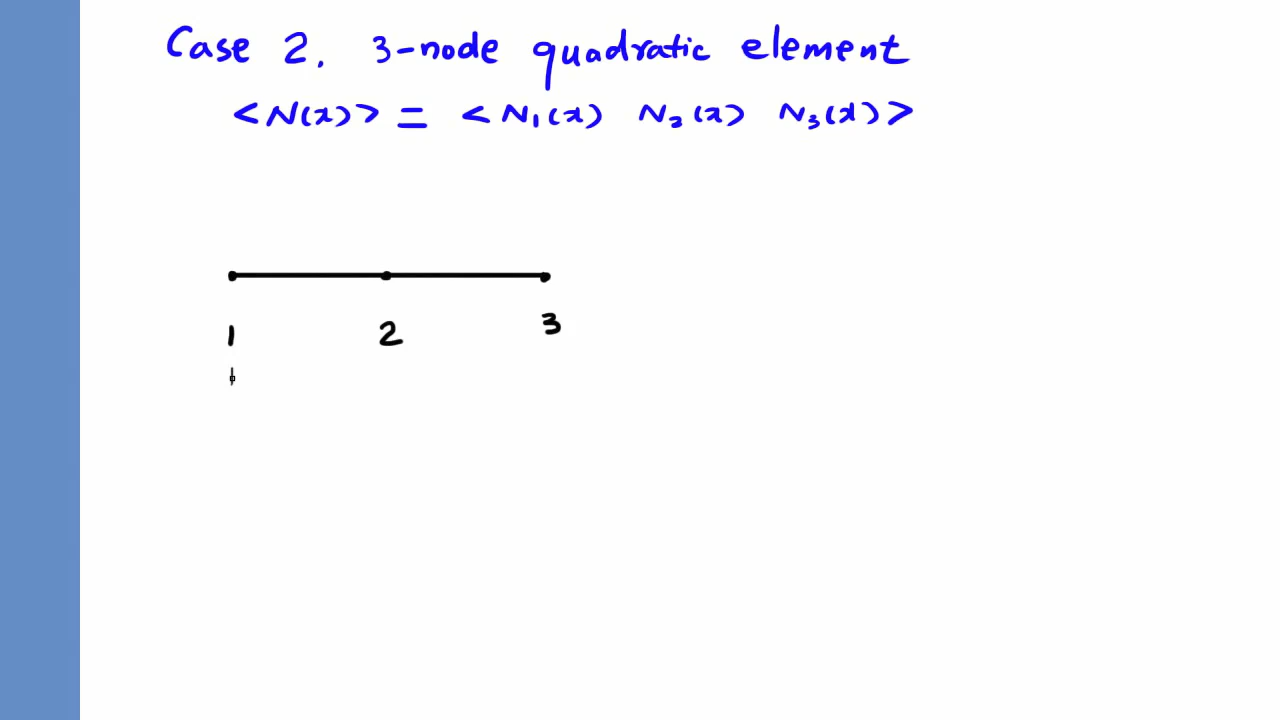 Case 2. 3-node quadratic element
<N(x)> = <N₁(x) N₂(x) N₃(x)>
1 2 3